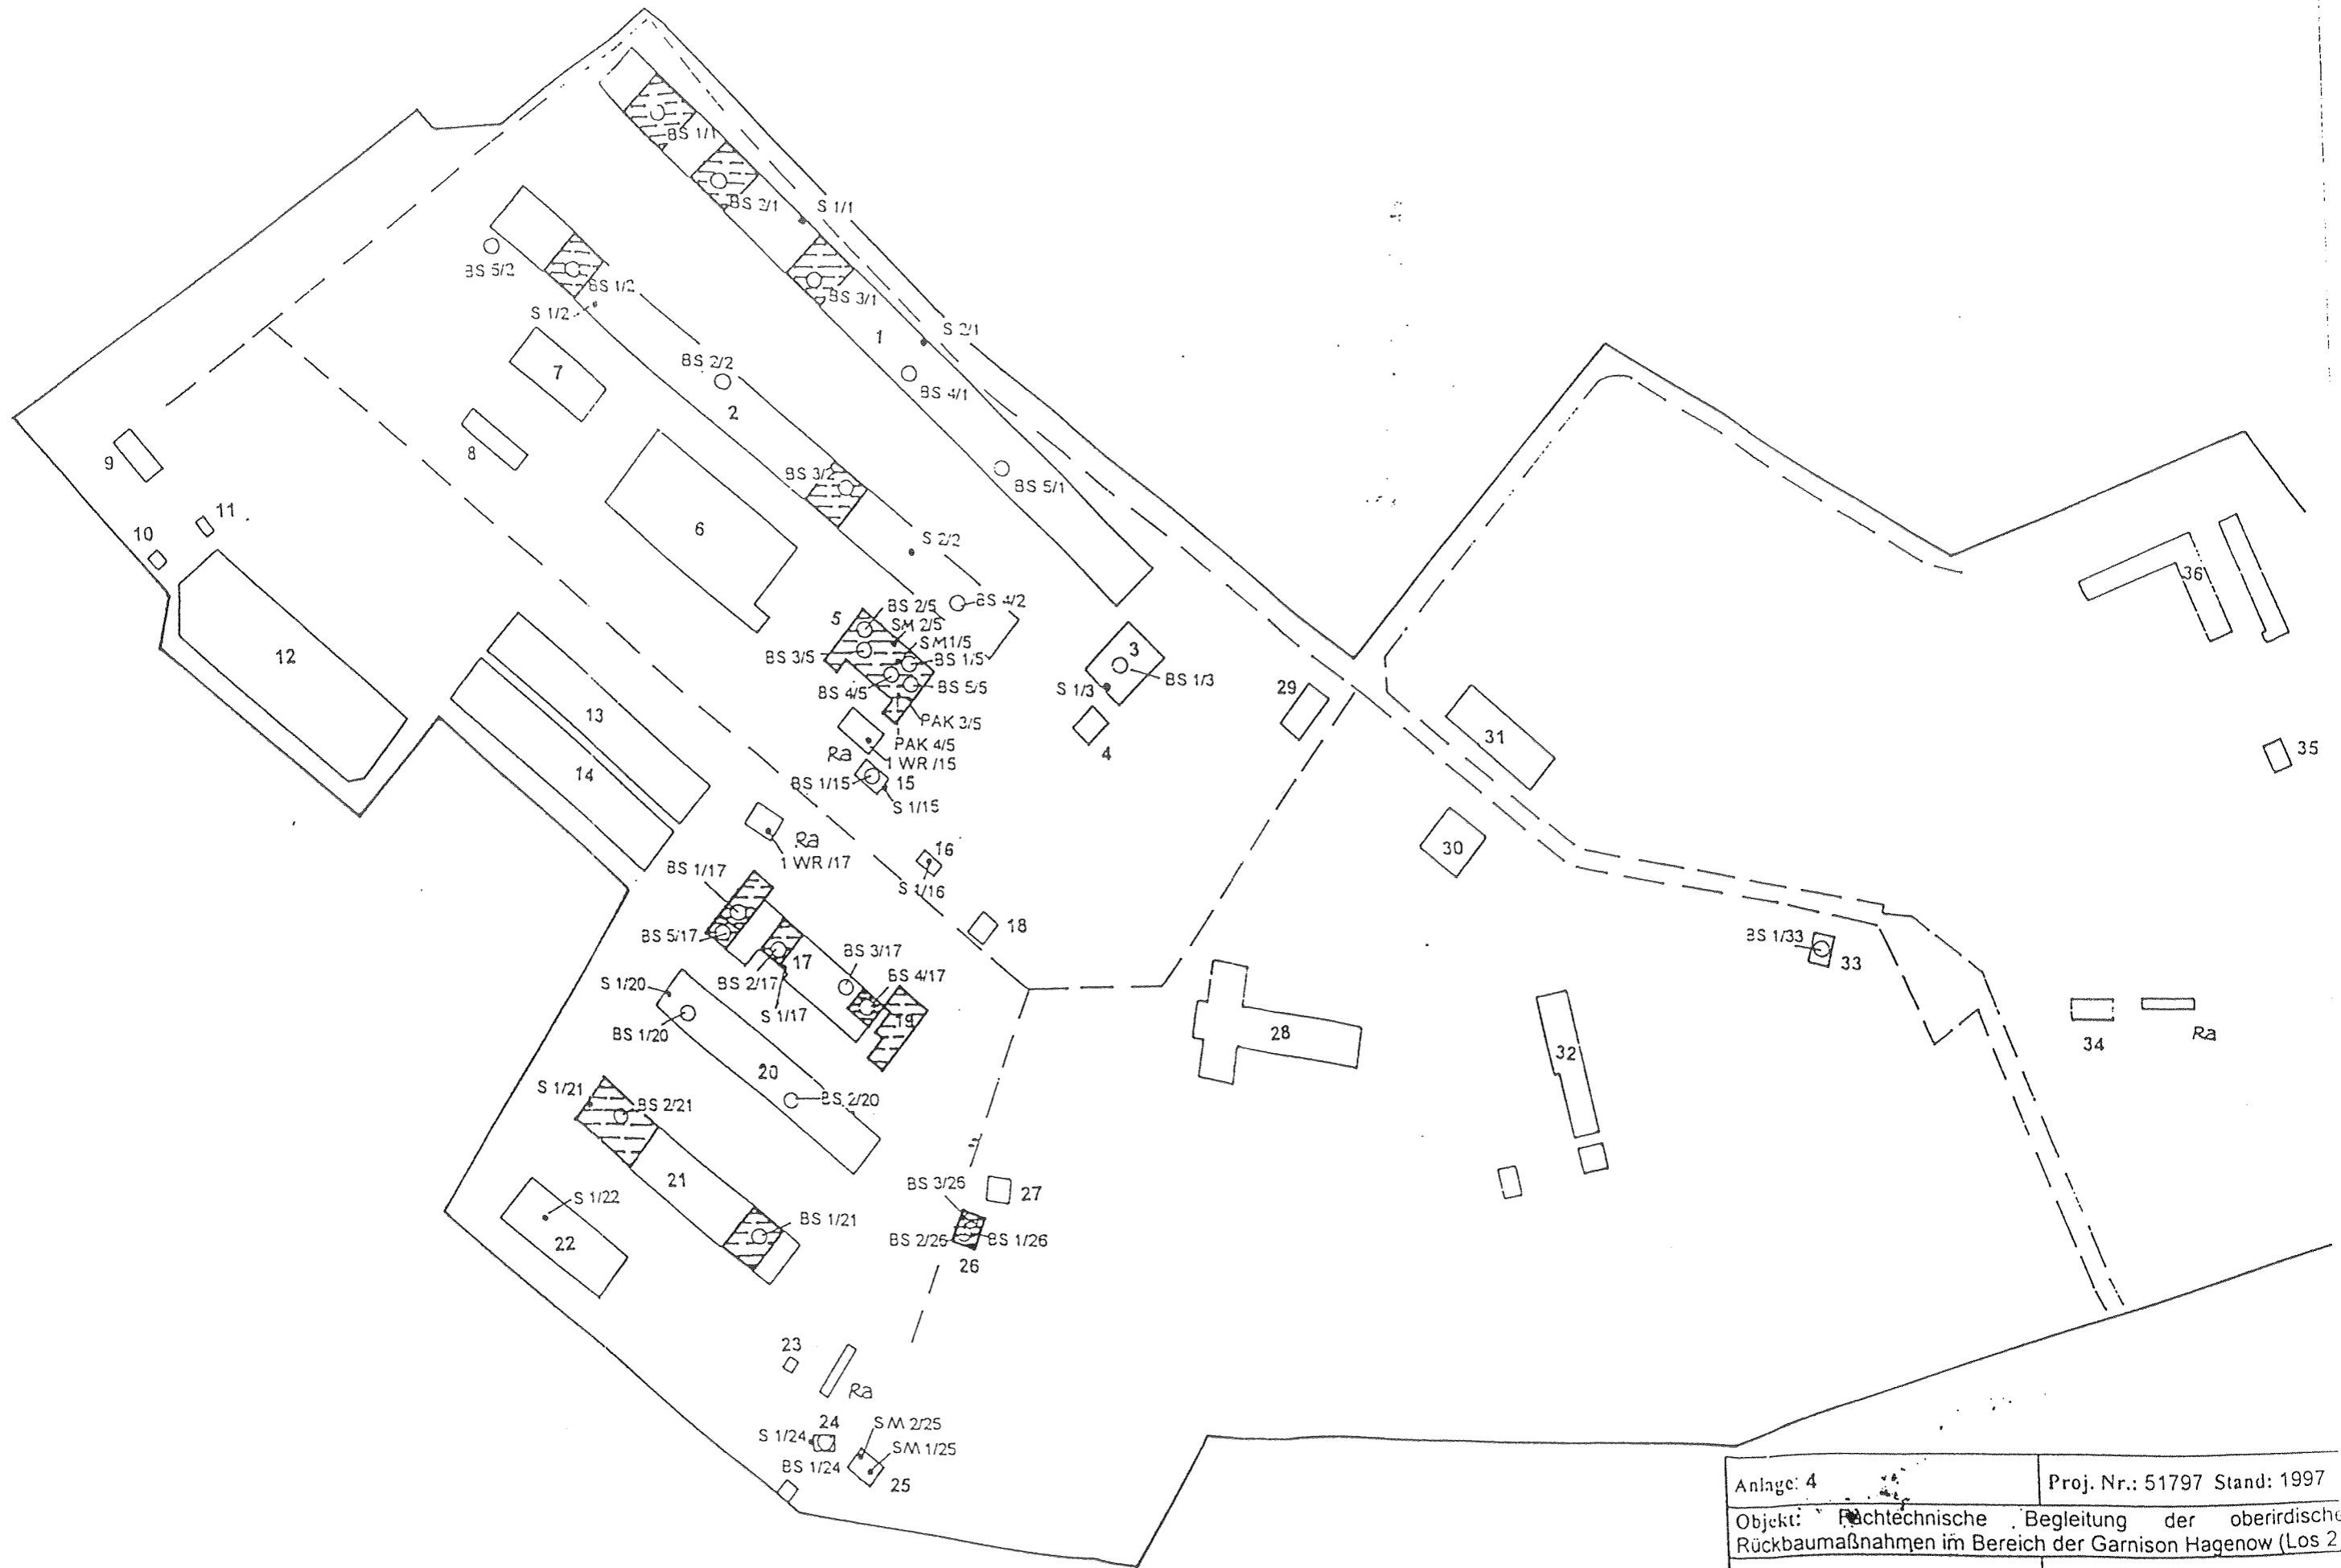 BS 1/1
BS 2/1
S 1/1
BS 5/2
BS 1/2
BS 3/1
S 1/2
1
S 2/1
7
BS 2/2
BS 4/1
2
8
9
BS 3/2
BS 5/1
11
6
10
S 2/2
36
BS 4/2
5
BS 2/5
SM 2/5
SM1/5
BS 3/5
BS 1/5
12
3
BS 4/5
BS 5/5
S 1/3
BS 1/3
29
13
PAK 3/5
31
PAK 4/5
4
35
Ra
1 WR /15
14
BS 1/15
15
S 1/15
Ra
16
30
1 WR /17
BS 1/17
S 1/16
18
BS 5/17
BS 3/17
BS 1/33
33
17
BS 4/17
BS 2/17
S 1/20
S 1/17
19
28
BS 1/20
Ra
34
32
20
S 1/21
BS 2/21
BS 2/20
21
BS 3/26
27
S 1/22
BS 1/21
22
BS 2/26
BS 1/26
26
23
Ra
24
SM 2/25
S 1/24
SM 1/25
BS 1/24
25
Anlage: 4
Proj. Nr.: 51797 Stand: 1997
Objekt: Fachtechnische Begleitung der oberirdische
Rückbaumaßnahmen im Bereich der Garnison Hagenow (Los 2